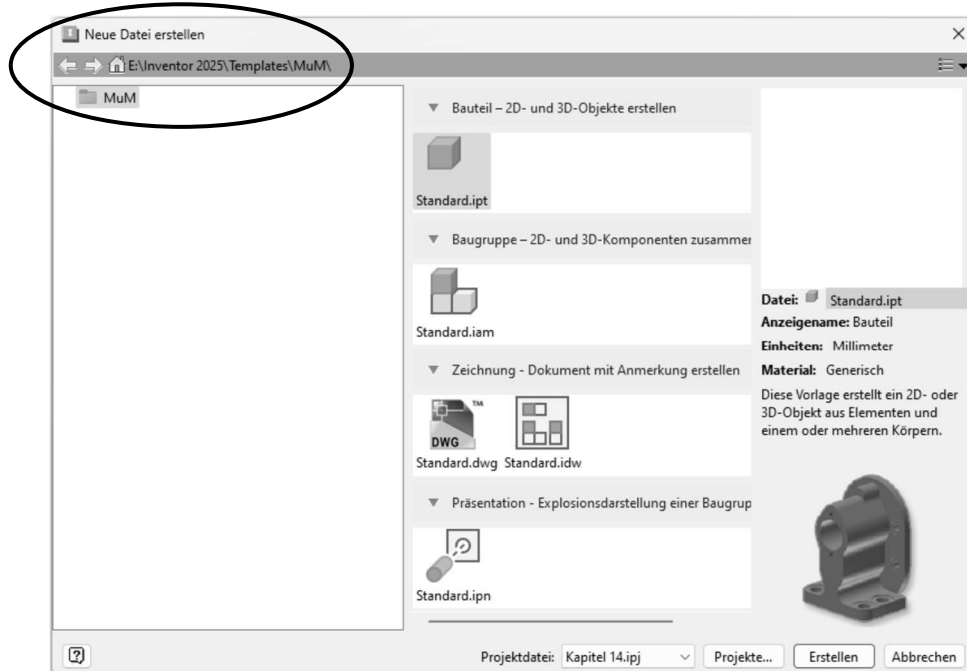 Neue Datei erstellen
E:\Inventor 2025\Templates\MuM\
MuM
Bauteil – 2D- und 3D-Objekte erstellen
Standard.ipt
Baugruppe – 2D- und 3D-Komponenten zusammer
Standard.iam
Zeichnung - Dokument mit Anmerkung erstellen
DWG ™
Standard.dwg Standard.idw
Präsentation - Explosionsdarstellung einer Baugrup
Standard.ipn
Datei: Standard.ipt
Anzeigename: Bauteil
Einheiten: Millimeter
Material: Generisch
Diese Vorlage erstellt ein 2D- oder
3D-Objekt aus Elementen und
einem oder mehreren Körpern.
Projektdatei: Kapitel 14.ipj Projekte... Erstellen Abbrechen